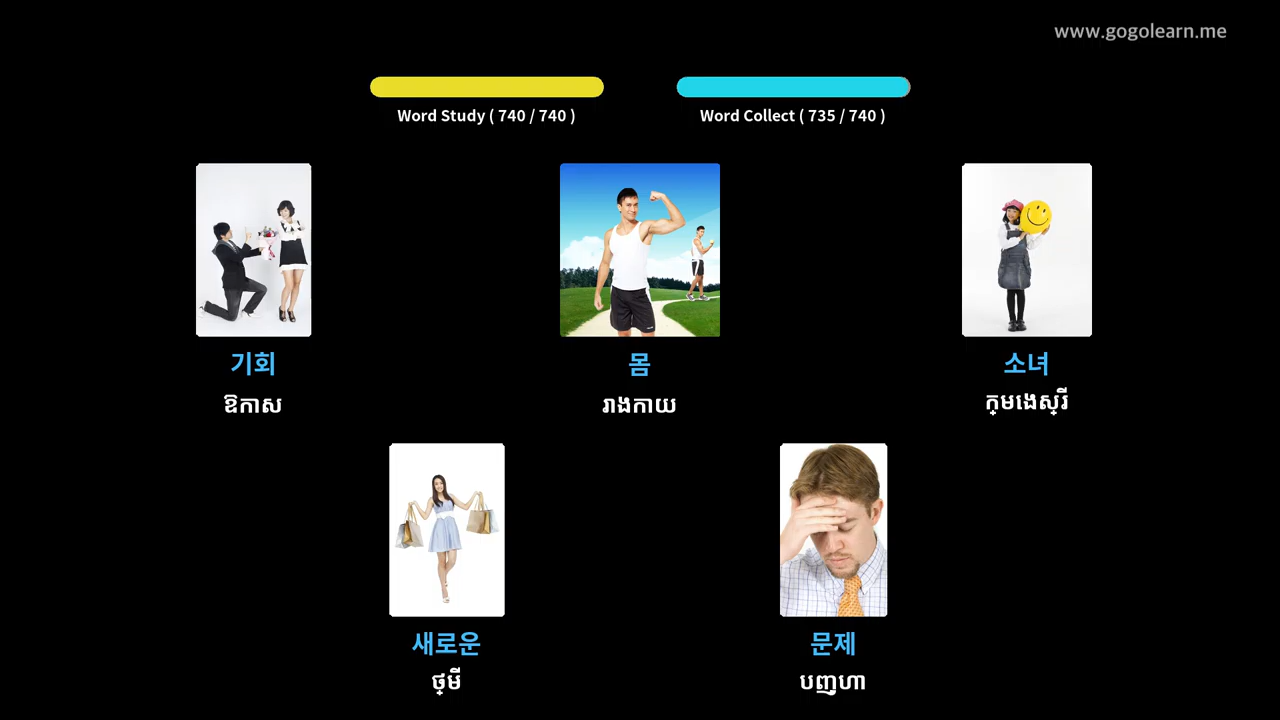 www.gogolearn.me
Word Study ( 740 / 740 )
Word Collect ( 735 / 740 )
기회
몸
소녀
ឱកាស
រាងកាយ
ក្មេងស្រី
새로운
문제
ថ្មី
បញ្ហា